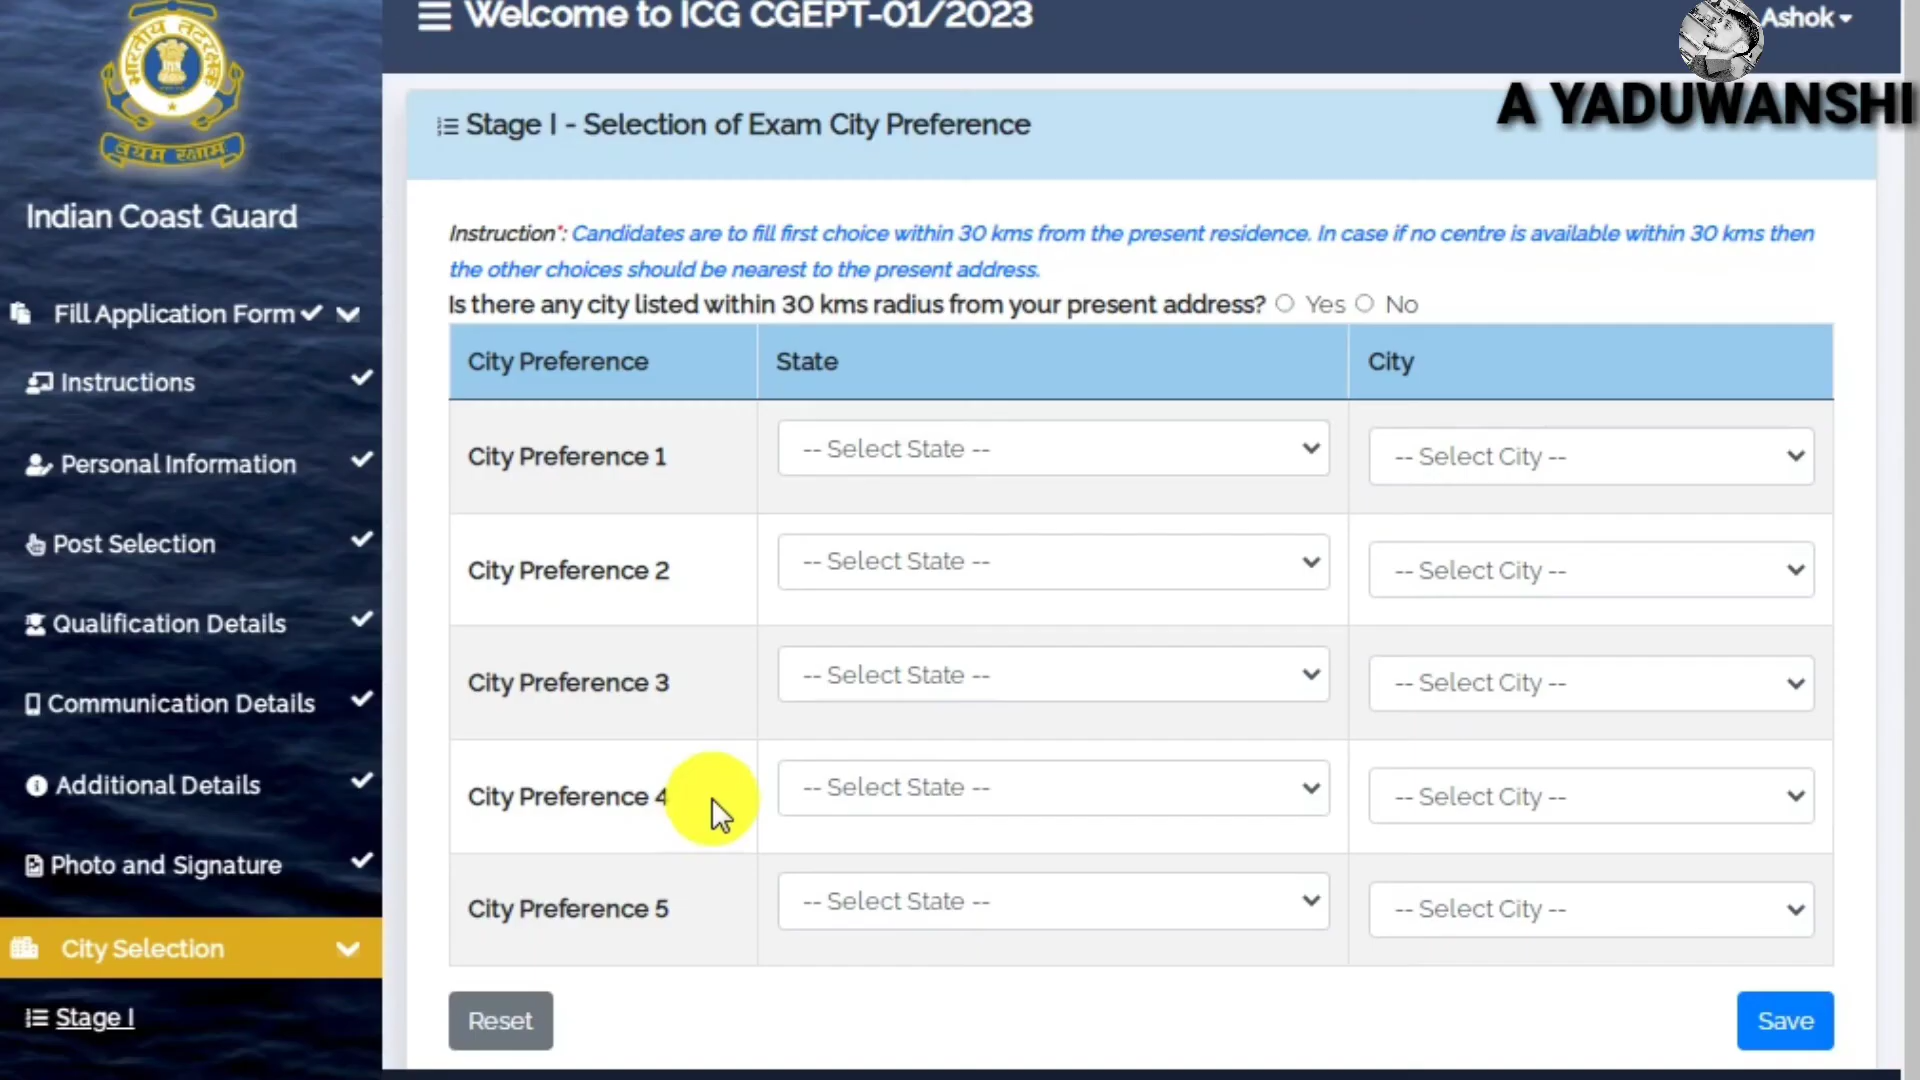 भारतीय तटरक्षक
वयम रक्षामः
Indian Coast Guard
Fill Application Form
Instructions
Personal Information
Post Selection
Qualification Details
Communication Details
Additional Details
Photo and Signature
City Selection
Stage I
Welcome to ICG CGEPT-01/2023
Ashok
A YADUWANSHI
Stage I - Selection of Exam City Preference
Instruction*: Candidates are to fill first choice within 30 kms from the present residence. In case if no centre is available within 30 kms then
the other choices should be nearest to the present address.
Is there any city listed within 30 kms radius from your present address? Yes No
City Preference State City
City Preference 1 -- Select State -- -- Select City --
City Preference 2 -- Select State -- -- Select City --
City Preference 3 -- Select State -- -- Select City --
City Preference 4 -- Select State -- -- Select City --
City Preference 5 -- Select State -- -- Select City --
Reset Save